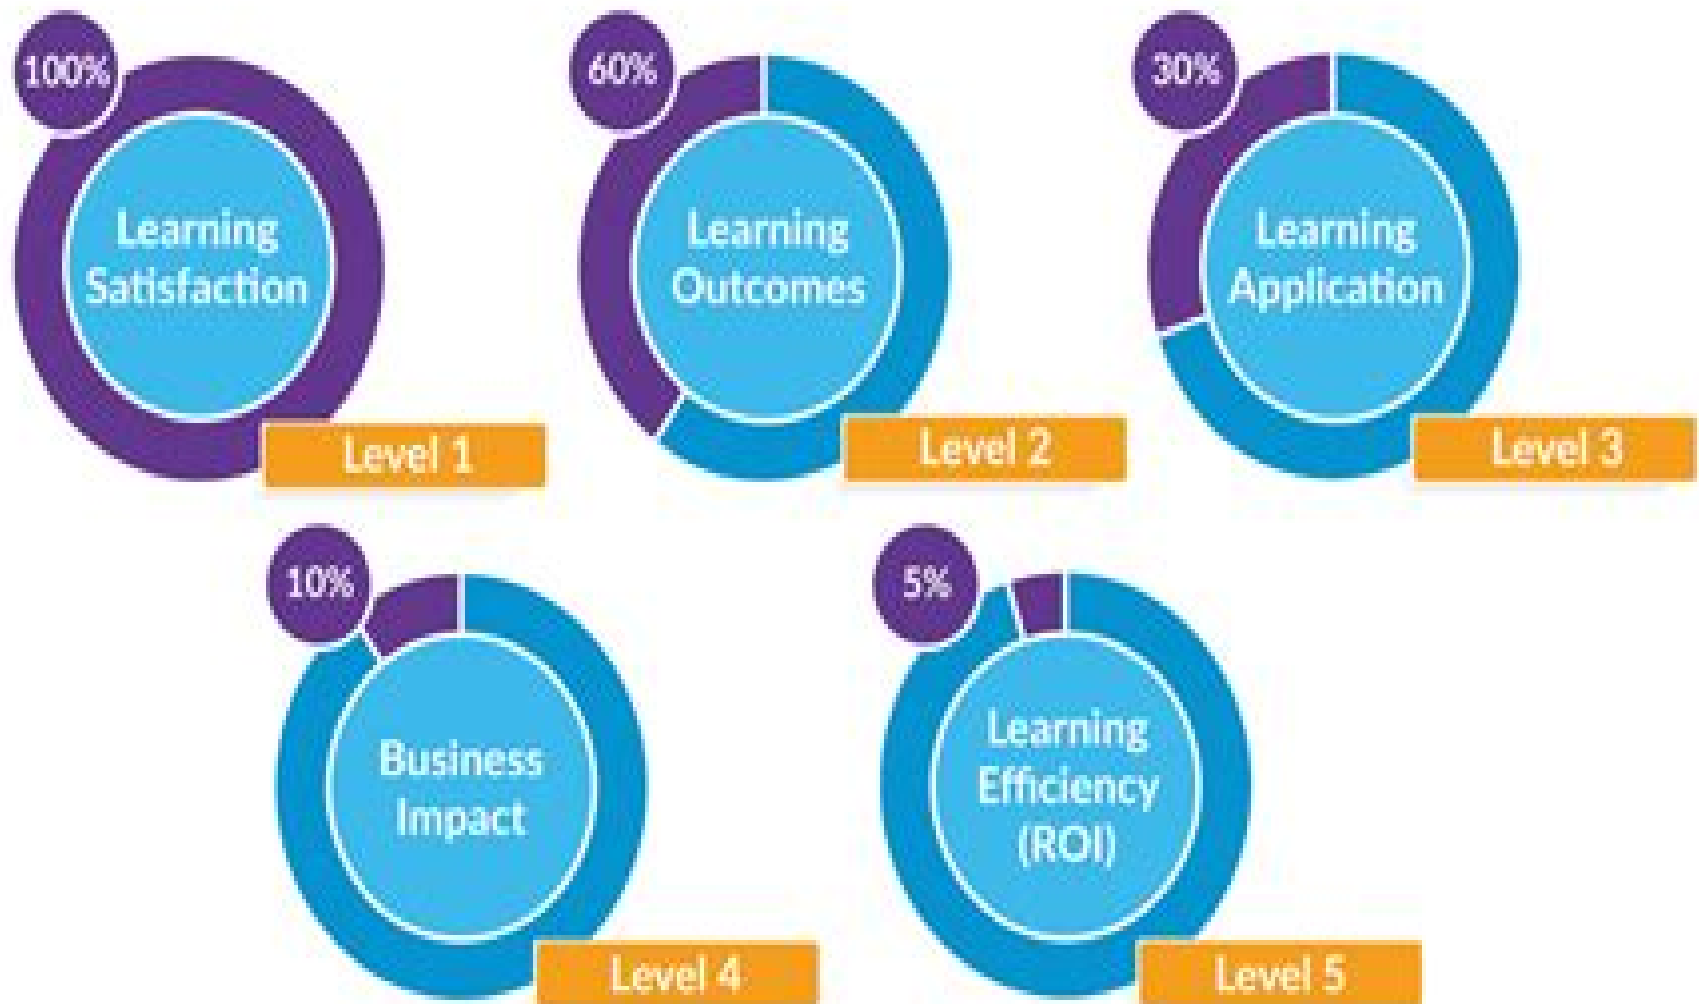 100%
Learning
Satisfaction
Level 1
60%
Learning
Outcomes
Level 2
30%
Learning
Application
Level 3
10%
Business
Impact
Level 4
5%
Learning
Efficiency
(ROI)
Level 5